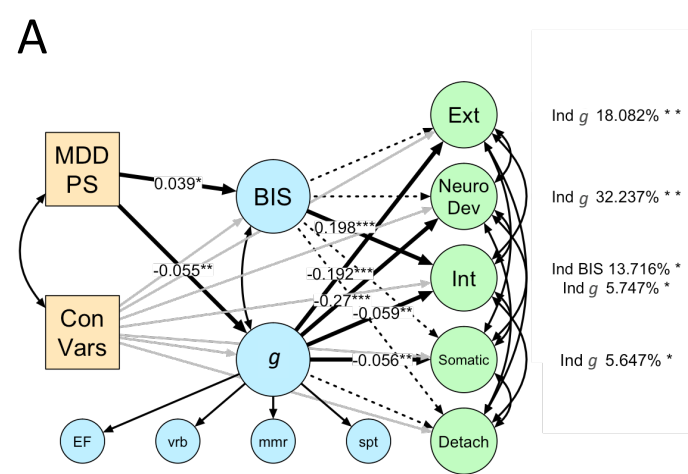 A
Ext
Ind g 18.082% * *
MDD
PS
0.039*
BIS
Neuro
Dev
Ind g 32.237% * *
0.198***
-0.055**
-0.192***
Int
Ind BIS 13.716% *
Ind g 5.747% *
-0.27***
-0.059**
Con
Vars
g
-0.056**
Somatic
Ind g 5.647% *
EF
vrb
mmr
spt
Detach